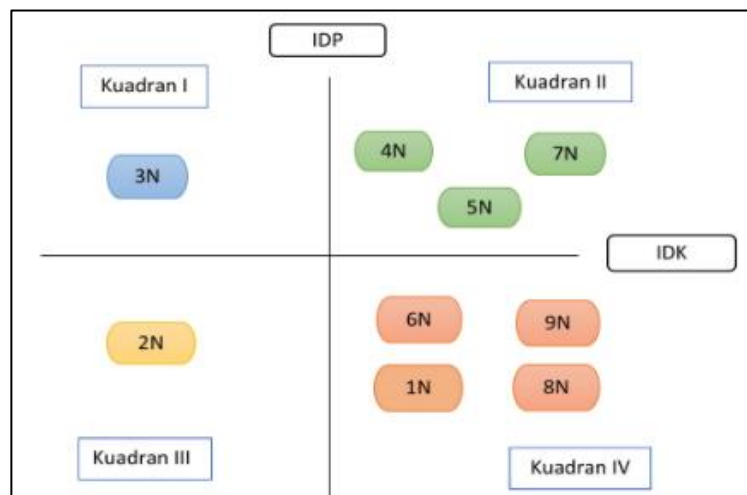 IDP
Kuadran I
Kuadran II
4N
7N
3N
5N
IDK
6N
9N
2N
1N
8N
Kuadran III
Kuadran IV